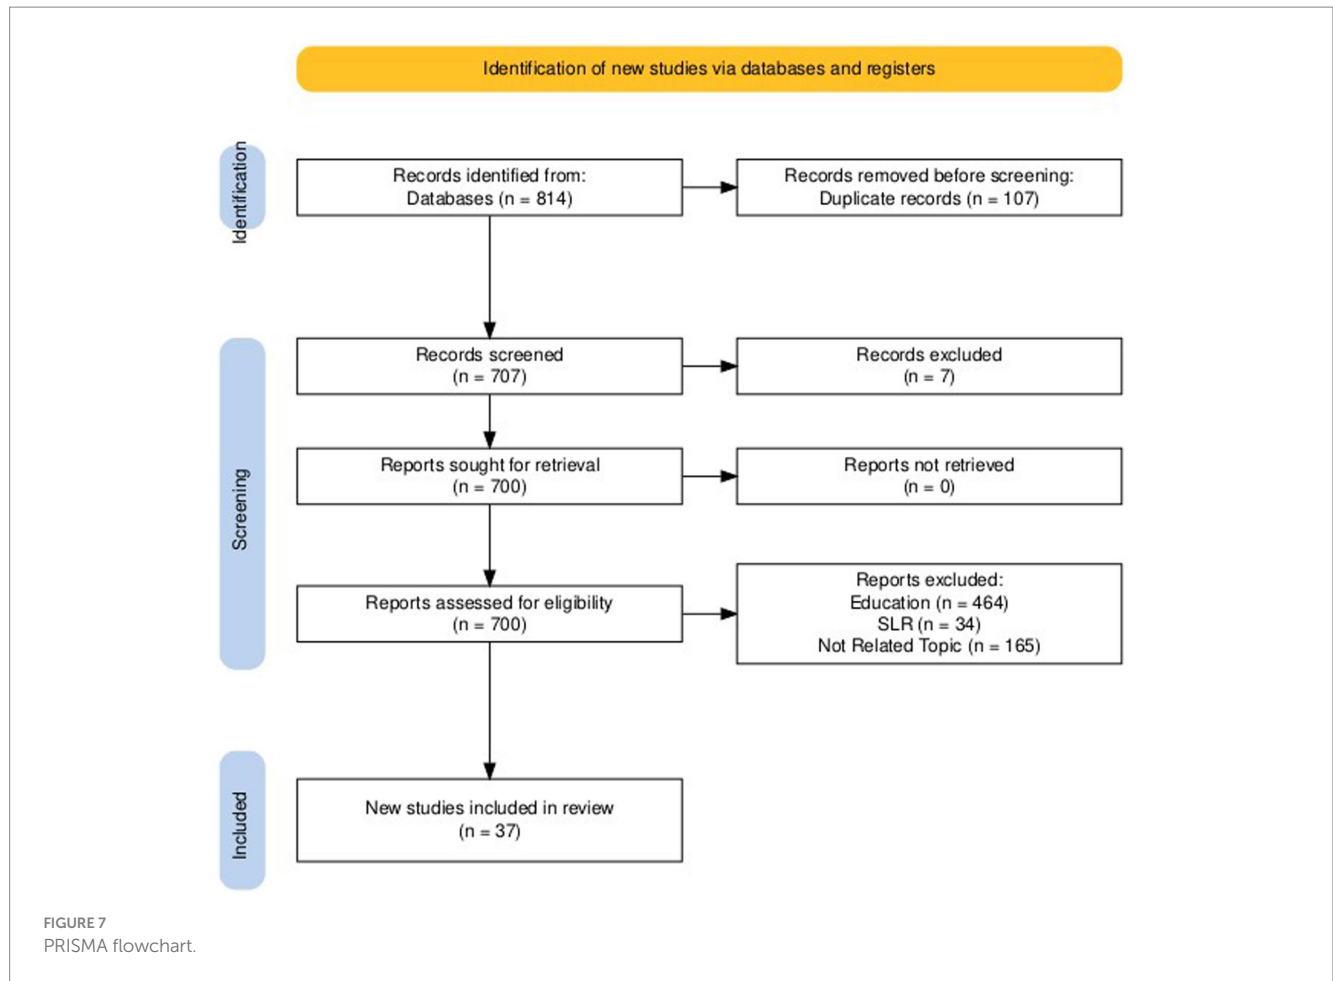 Identification of new studies via databases and registers
Identification
Records identified from:
Databases (n = 814)
Records removed before screening:
Duplicate records (n = 107)
Screening
Records screened
(n = 707)
Records excluded
(n = 7)
Reports sought for retrieval
(n = 700)
Reports not retrieved
(n = 0)
Reports assessed for eligibility
(n = 700)
Reports excluded:
Education (n = 464)
SLR (n = 34)
Not Related Topic (n = 165)
Included
New studies included in review
(n = 37)
FIGURE 7
PRISMA flowchart.